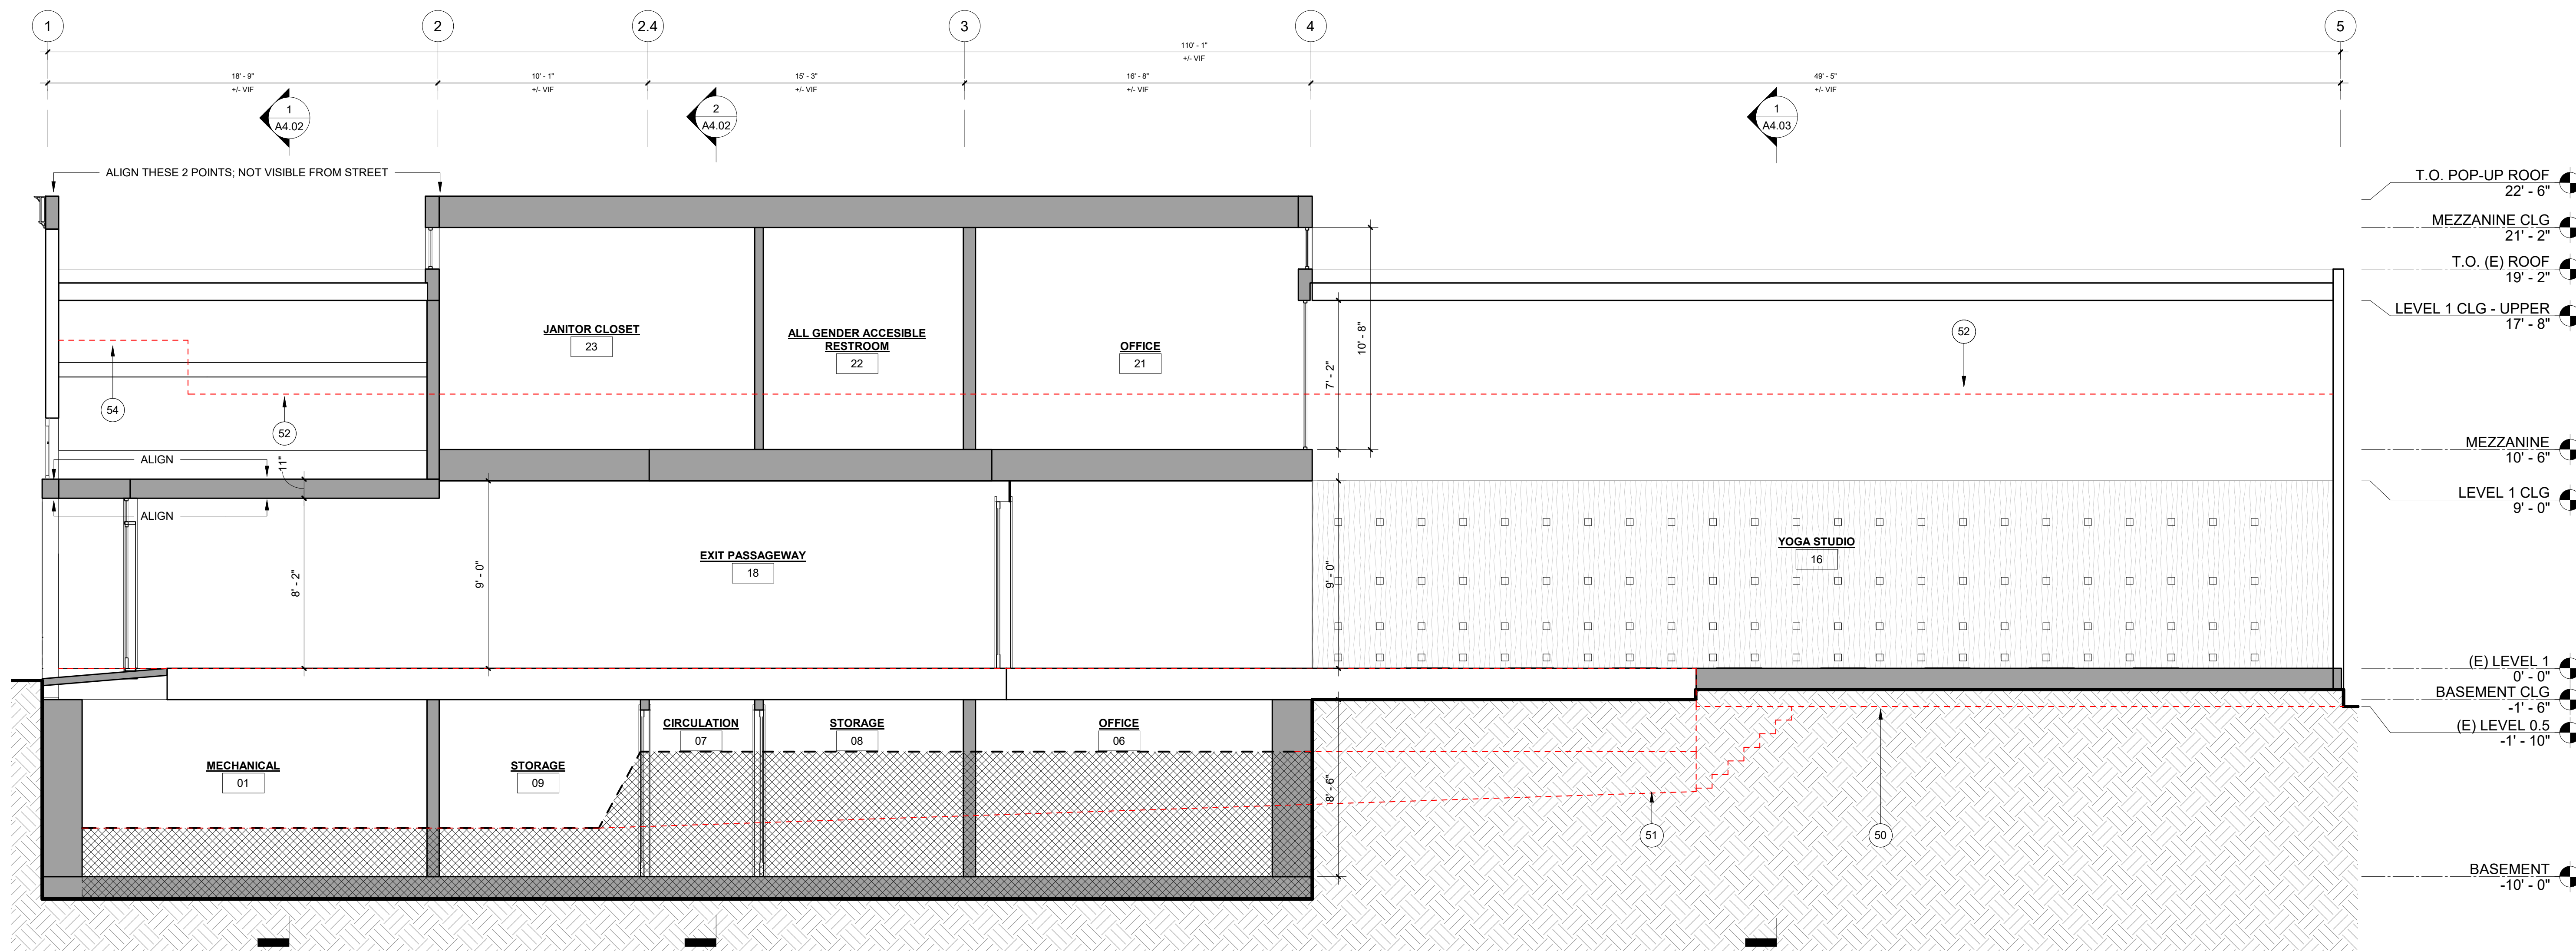 1
2
2.4
3
4
5
110' - 1"
+/- VIF
18' - 9"
+/- VIF
10' - 1"
+/- VIF
15' - 3"
+/- VIF
16' - 8"
+/- VIF
49' - 5"
+/- VIF
1
A4.02
2
A4.02
1
A4.03
ALIGN THESE 2 POINTS; NOT VISIBLE FROM STREET
T.O. POP-UP ROOF
22' - 6"
MEZZANINE CLG
21' - 2"
T.O. (E) ROOF
19' - 2"
LEVEL 1 CLG - UPPER
17' - 8"
JANITOR CLOSET
23
ALL GENDER ACCESIBLE
RESTROOM
22
OFFICE
21
7' - 2"
10' - 8"
52
54
52
MEZZANINE
10' - 6"
ALIGN
11"
ALIGN
LEVEL 1 CLG
9' - 0"
EXIT PASSAGEWAY
18
YOGA STUDIO
16
8' - 2"
9' - 0"
9' - 0"
(E) LEVEL 1
0' - 0"
BASEMENT CLG
-1' - 6"
(E) LEVEL 0.5
-1' - 10"
MECHANICAL
01
STORAGE
09
CIRCULATION
07
STORAGE
08
OFFICE
06
8' - 6"
51
50
BASEMENT
-10' - 0"